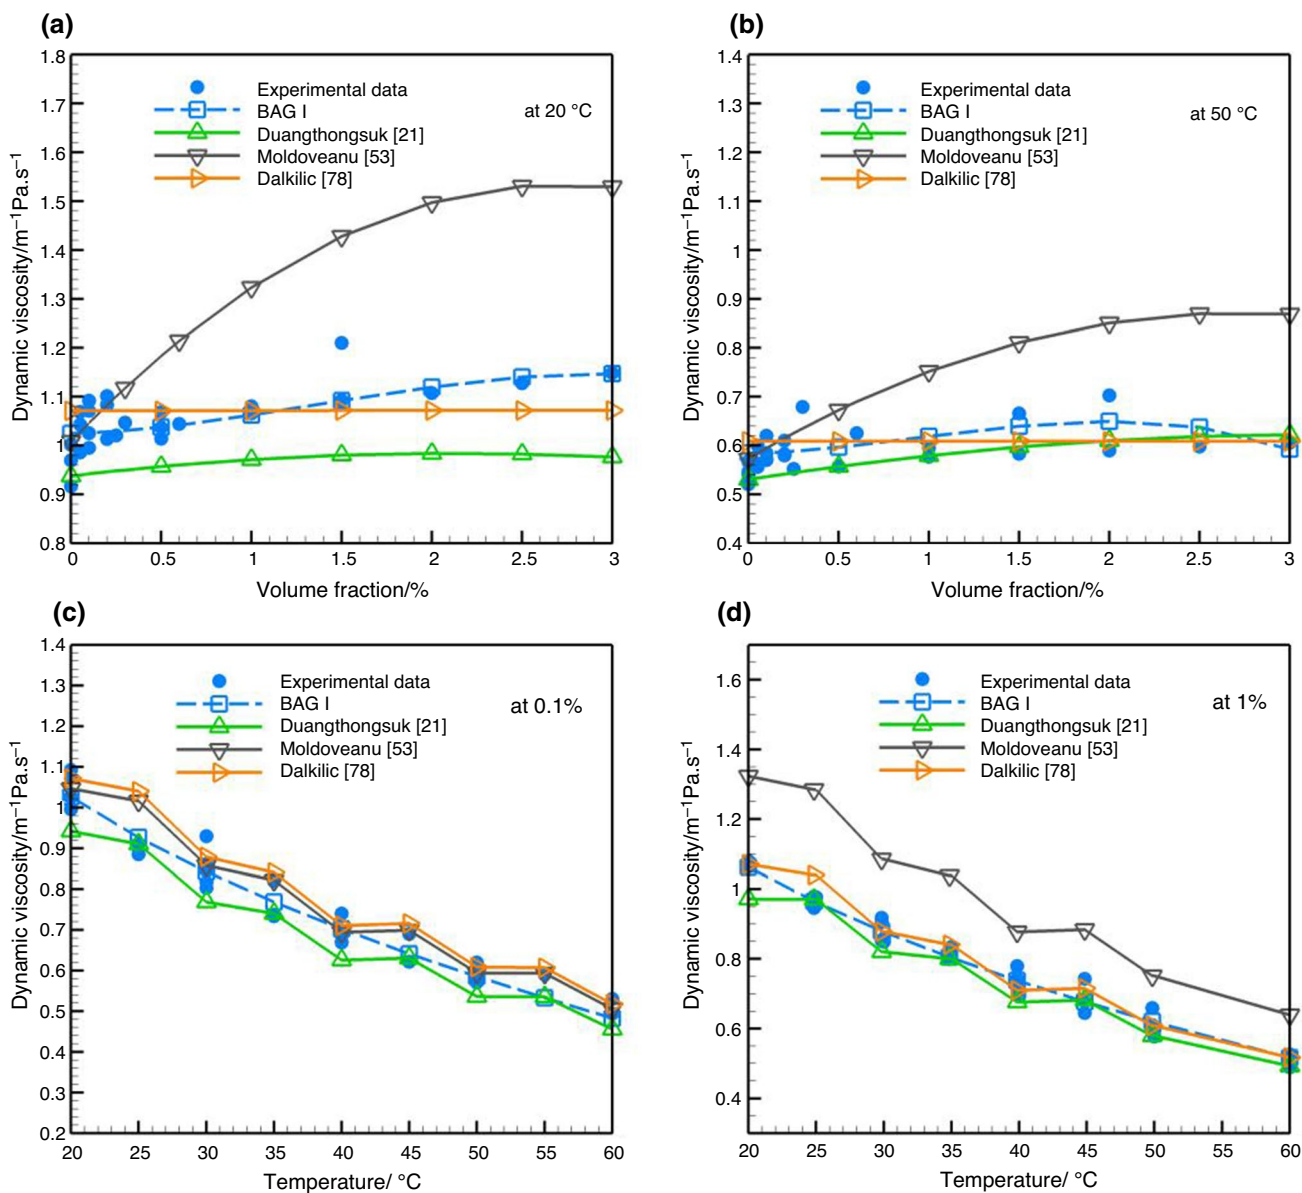 (a)
1.8
1.7
1.6
1.5
1.4
1.3
1.2
1.1
1.0
0.9
0.8
Dynamic viscosity/m⁻¹Pa.s⁻¹
Experimental data
BAG I
Duangthongsuk [21]
Moldoveanu [53]
Dalkilic [78]
at 20 °C
0 0.5 1 1.5 2 2.5 3
Volume fraction/%
(b)
1.4
1.3
1.2
1.1
1
0.9
0.8
0.7
0.6
0.5
0.4
Dynamic viscosity/m⁻¹Pa.s⁻¹
Experimental data
BAG I
Duangthongsuk [21]
Moldoveanu [53]
Dalkilic [78]
at 50 °C
0 0.5 1 1.5 2 2.5 3
Volume fraction/%
(c)
1.4
1.3
1.2
1.1
1
0.9
0.8
0.7
0.6
0.5
0.4
0.3
0.2
Dynamic viscosity/m⁻¹Pa.s⁻¹
Experimental data
BAG I
Duangthongsuk [21]
Moldoveanu [53]
Dalkilic [78]
at 0.1%
20 25 30 35 40 45 50 55 60
Temperature/ °C
(d)
1.6
1.4
1.2
1
0.8
0.6
0.4
Dynamic viscosity/m⁻¹Pa.s⁻¹
Experimental data
BAG I
Duangthongsuk [21]
Moldoveanu [53]
Dalkilic [78]
at 1%
20 25 30 35 40 45 50 55 60
Temperature/ °C